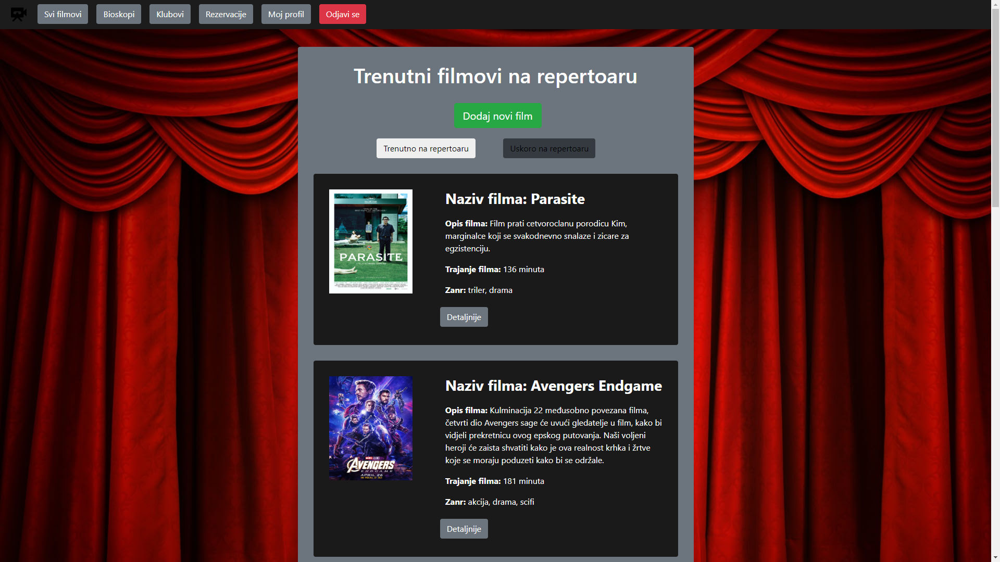 Svi filmovi
Bioskopi
Klubovi
Rezervacije
Moj profil
Odjavi se
Trenutni filmovi na repertoaru
Dodaj novi film
Trenutno na repertoaru
Uskoro na repertoaru
PARASITE
Naziv filma: Parasite
Opis filma: Film prati cetvoroclanu porodicu Kim,
marginalce koji se svakodnevno snalaze i zicare za
egzistenciju.
Trajanje filma: 136 minuta
Zanr: triler, drama
Detaljnije
AVENGERS
ENDGAME
APRIL 26
IN REAL D 3D
Naziv filma: Avengers Endgame
Opis filma: Kulminacija 22 međusobno povezana filma,
četvrti dio Avengers sage će uvući gledatelje u film, kako bi
vidjeli prekretnicu ovog epskog putovanja. Naši voljeni
heroji će zaista shvatiti kako je ova realnost krhka i žrtve
koje se moraju poduzeti kako bi se održale.
Trajanje filma: 181 minuta
Zanr: akcija, drama, scifi
Detaljnije